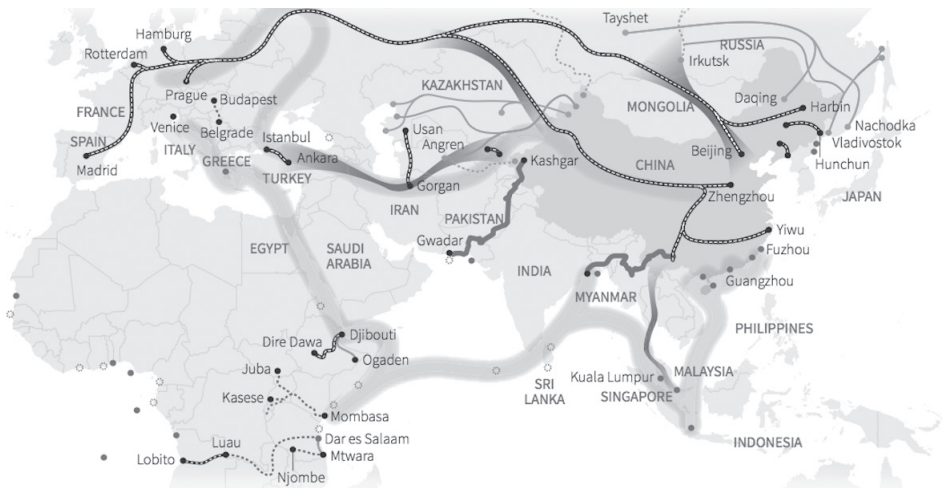 Tayshet
Hamburg
Rotterdam
RUSSIA
Irkutsk
KAZAKHSTAN
Prague
Budapest
FRANCE
MONGOLIA
Daqing
Harbin
Venice
Belgrade
Istanbul
Usan
Nachodka
SPAIN
ITALY
Angren
Vladivostok
Madrid
GREECE
Ankara
Kashgar
CHINA
Beijing
Hunchun
TURKEY
Gorgan
Zhengzhou
JAPAN
IRAN
PAKISTAN
Yiwu
EGYPT
SAUDI
ARABIA
Gwadar
Fuzhou
INDIA
Guangzhou
MYANMAR
PHILIPPINES
Dire Dawa
Djibouti
Ogaden
Juba
Kuala Lumpur
MALAYSIA
SRI
LANKA
Kasese
SINGAPORE
Mombasa
Luau
Dar es Salaam
INDONESIA
Lobito
Mtwara
Njombe